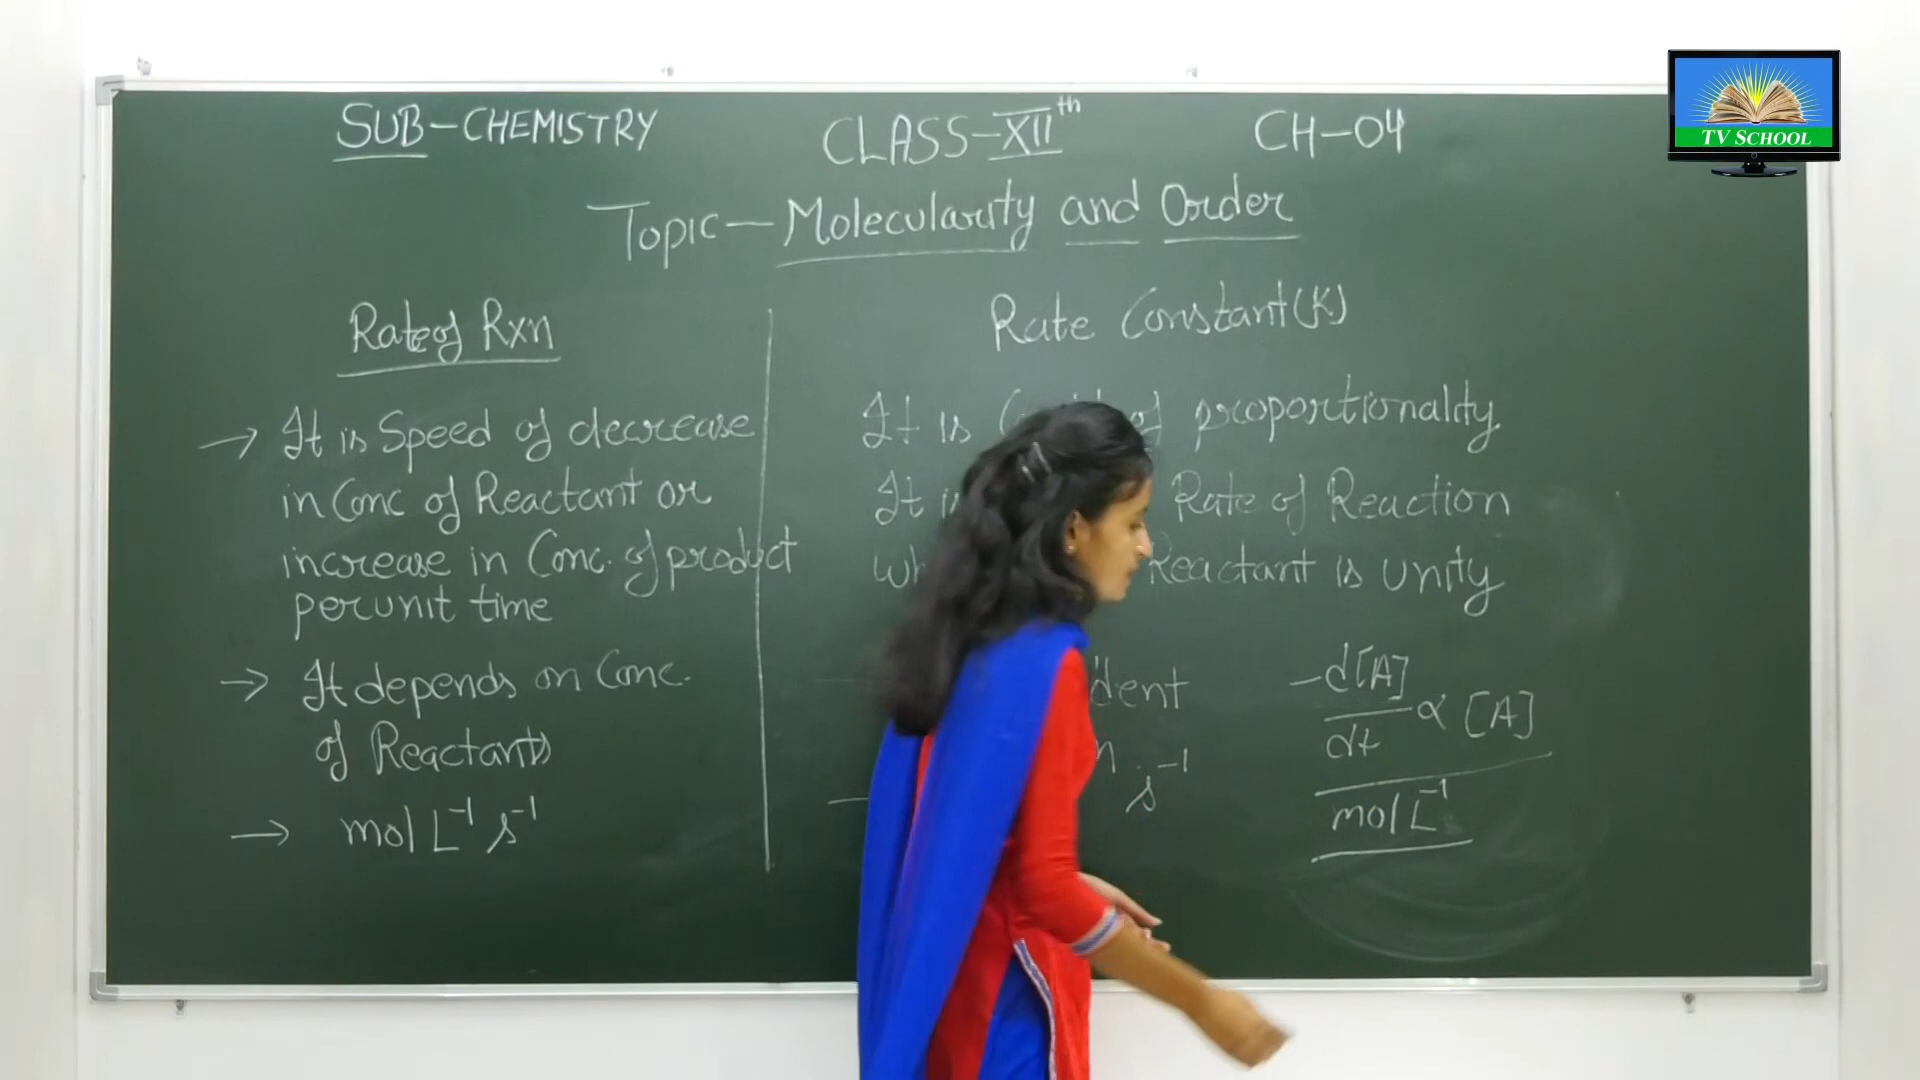 SUB-CHEMISTRY CLASS-XIIth CH-04
TV SCHOOL
Topic-Molecularity and Order
Rate of Rxn
→ It is Speed of decrease
in Conc of Reactant or
increase in Conc. of product
per unit time
→ It depends on Conc.
of Reactants
→ mol L⁻¹ s⁻¹
Rate Constant (K)
It is of proportionality
It Rate of Reaction
Reactant is unity
s⁻¹
-d[A]/dt ∝ [A]
mol L⁻¹